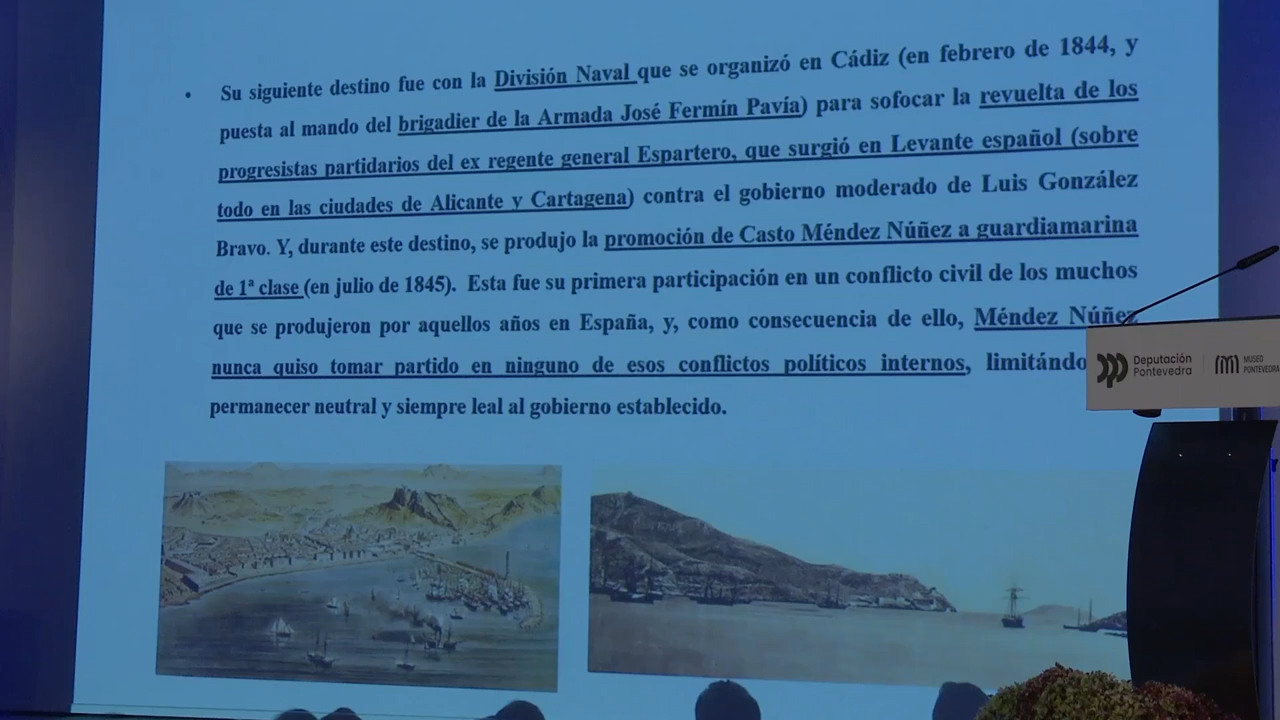 • Su siguiente destino fue con la División Naval que se organizó en Cádiz (en febrero de 1844, y
puesta al mando del brigadier de la Armada José Fermín Pavía) para sofocar la revuelta de los
progresistas partidarios del ex regente general Espartero, que surgió en Levante español (sobre
todo en las ciudades de Alicante y Cartagena) contra el gobierno moderado de Luis González
Bravo. Y, durante este destino, se produjo la promoción de Casto Méndez Núñez a guardiamarina
de 1ª clase (en julio de 1845). Esta fue su primera participación en un conflicto civil de los muchos
que se produjeron por aquellos años en España, y, como consecuencia de ello, Méndez Núñez
nunca quiso tomar partido en ninguno de esos conflictos políticos internos, limitándo
permanecer neutral y siempre leal al gobierno establecido.
Deputación
Pontevedra
MUSEO
PONTEVEDRA